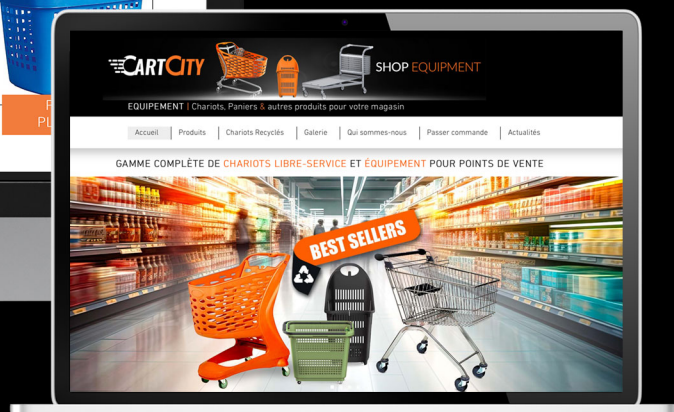 CARTCITY
SHOP EQUIPMENT
EQUIPEMENT | Chariots, Paniers & autres produits pour votre magasin
Accueil | Produits | Chariots Recyclés | Galerie | Qui sommes-nous | Passer commande | Actualités
GAMME COMPLÈTE DE CHARIOTS LIBRE-SERVICE ET ÉQUIPEMENT POUR POINTS DE VENTE
BEST SELLERS